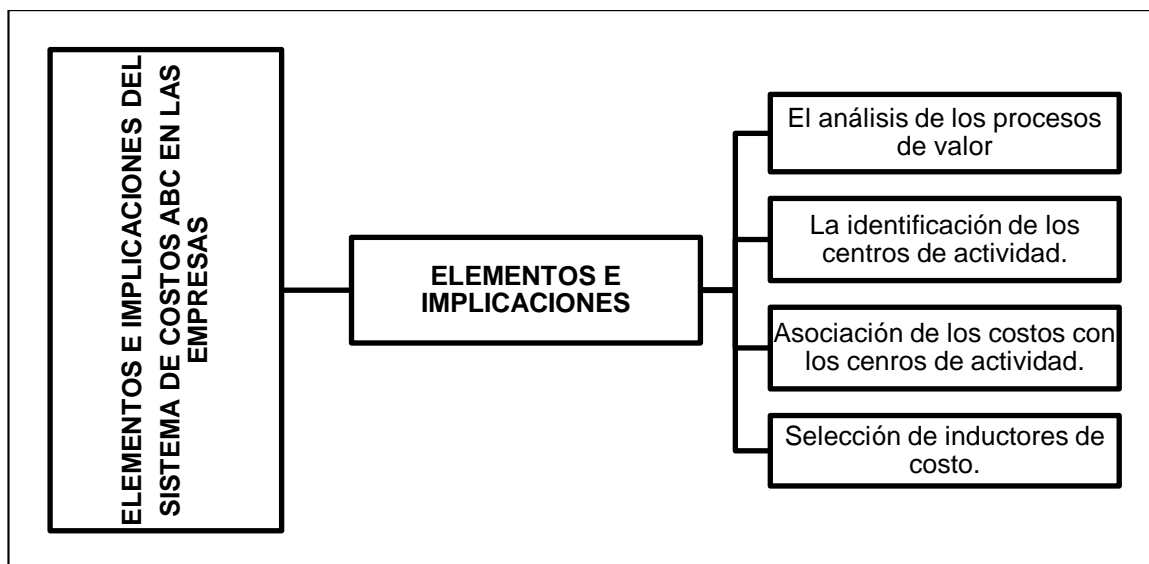 ELEMENTOS E IMPLICACIONES DEL
SISTEMA DE COSTOS ABC EN LAS
EMPRESAS
ELEMENTOS E
IMPLICACIONES
El análisis de los procesos
de valor
La identificación de los
centros de actividad.
Asociación de los costos con
los cenros de actividad.
Selección de inductores de
costo.